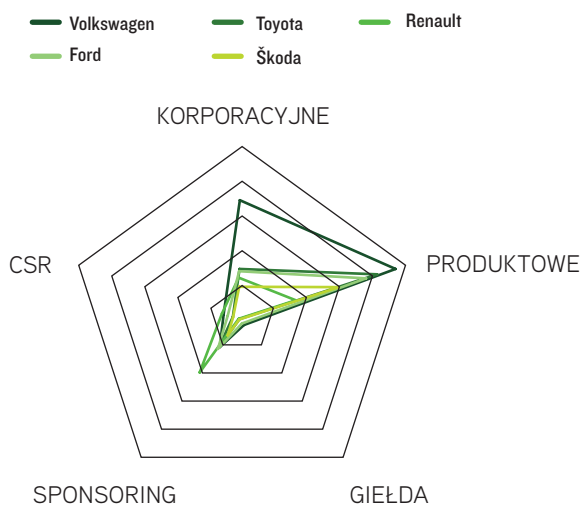 Volkswagen Toyota Renault
Ford Škoda
KORPORACYJNE
CSR PRODUKTOWE
SPONSORING GIEŁDA